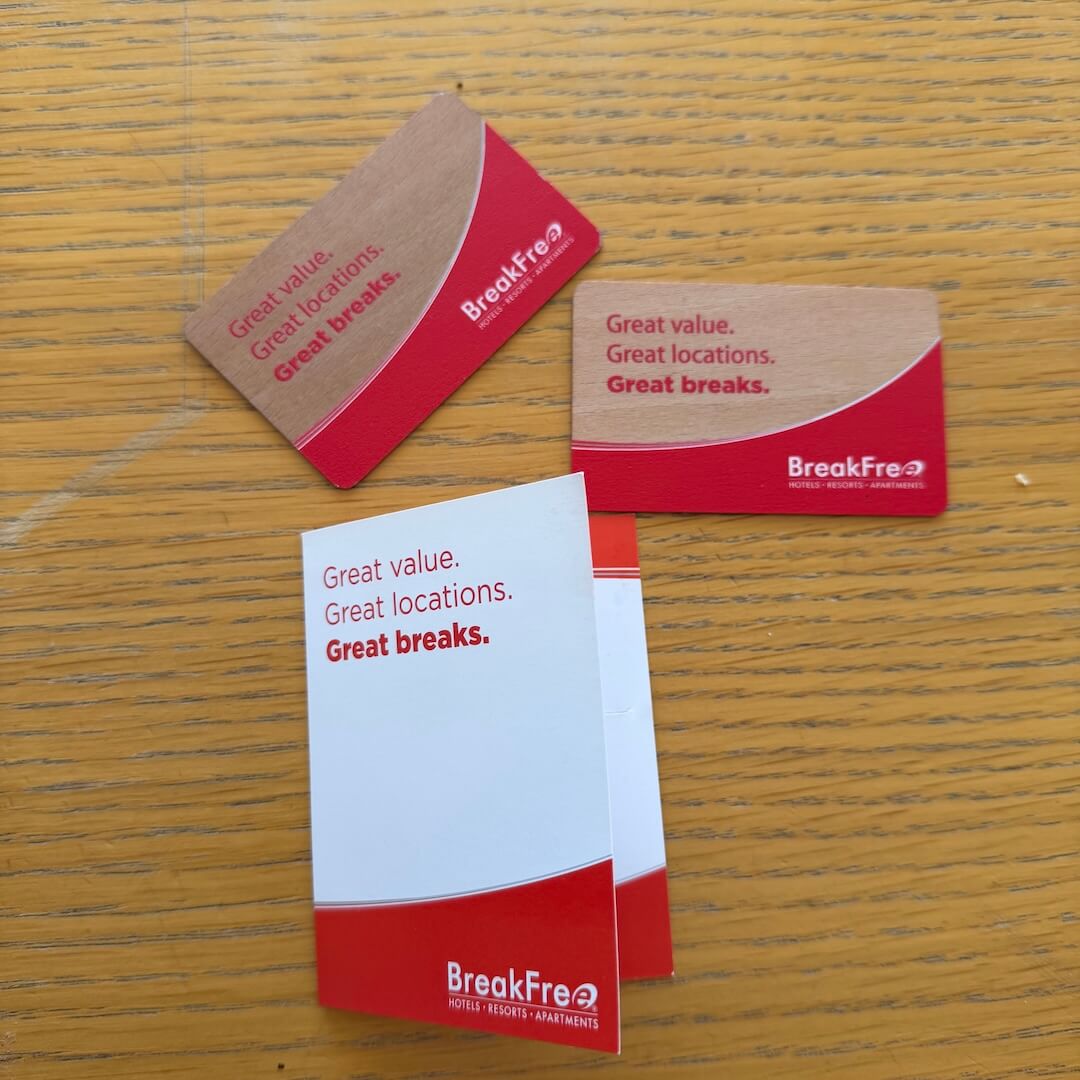 Great value.
Great locations.
Great breaks.
BreakFree
HOTELS · RESORTS · APARTMENTS
Great value.
Great locations.
Great breaks.
BreakFree
HOTELS · RESORTS · APARTMENTS
Great value.
Great locations.
Great breaks.
BreakFree
HOTELS · RESORTS · APARTMENTS